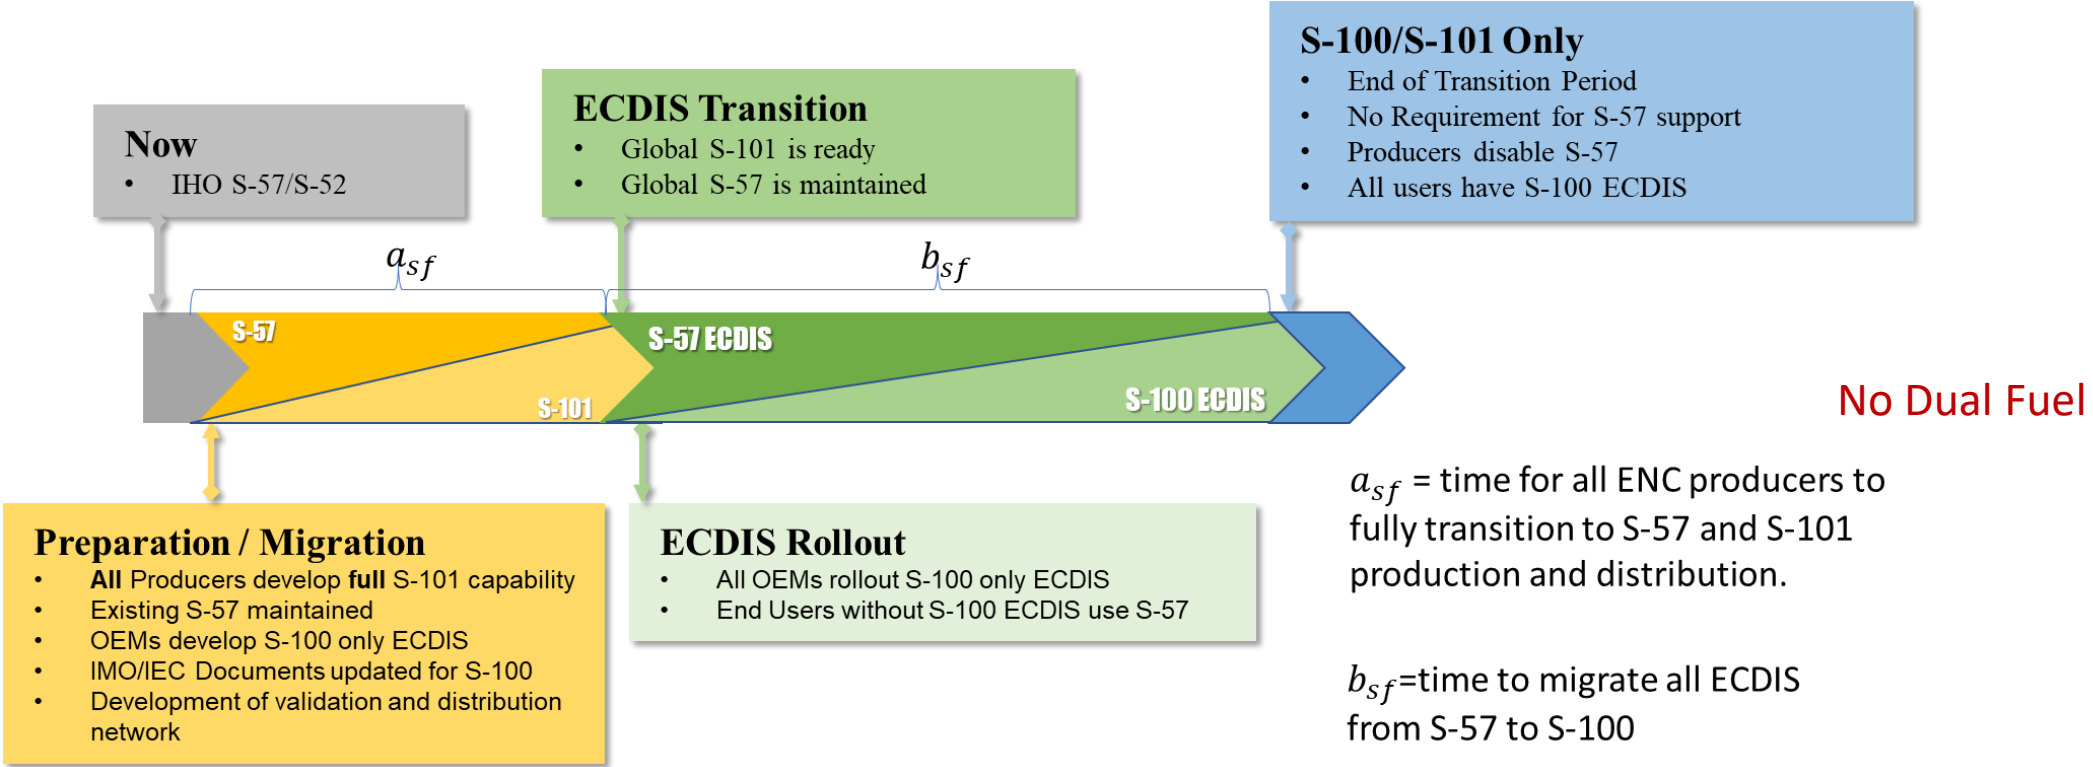 Now
• IHO S-57/S-52
ECDIS Transition
• Global S-101 is ready
• Global S-57 is maintained
S-100/S-101 Only
• End of Transition Period
• No Requirement for S-57 support
• Producers disable S-57
• All users have S-100 ECDIS
a_sf
b_sf
S-57
S-101
S-57 ECDIS
S-100 ECDIS
No Dual Fuel
Preparation / Migration
• All Producers develop full S-101 capability
• Existing S-57 maintained
• OEMs develop S-100 only ECDIS
• IMO/IEC Documents updated for S-100
• Development of validation and distribution
network
ECDIS Rollout
• All OEMs rollout S-100 only ECDIS
• End Users without S-100 ECDIS use S-57
a_sf = time for all ENC producers to
fully transition to S-57 and S-101
production and distribution.
b_sf=time to migrate all ECDIS
from S-57 to S-100